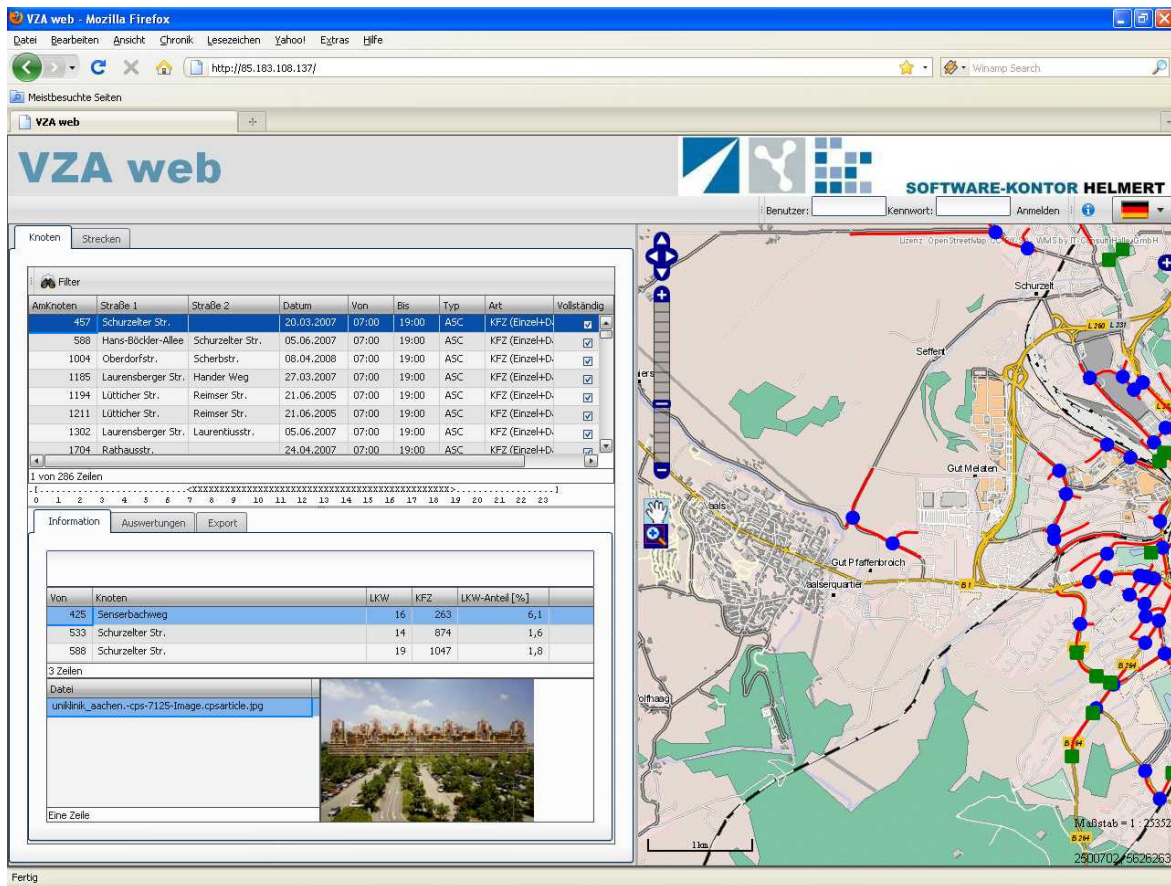 VZA web - Mozilla Firefox
Datei Bearbeiten Ansicht Chronik Lesezeichen Yahoo! Extras Hilfe
http://85.183.108.137/
Winamp Search
Meistbesuchte Seiten
VZA web
VZA web
SOFTWARE-KONTOR HELMERT
Benutzer: Kennwort: Anmelden
Knoten Strecken
Filter
AmKnoten Straße 1 Straße 2 Datum Von Bis Typ Art Vollständig
457 Schurzelter Str. 20.03.2007 07:00 19:00 ASC KFZ (Einzel+D
588 Hans-Böckler-Allee Schurzelter Str. 05.06.2007 07:00 19:00 ASC KFZ (Einzel+D
1004 Oberdorfstr. Scherbstr. 08.04.2008 07:00 19:00 ASC KFZ (Einzel+D
1185 Laurensberger Str. Hander Weg 27.03.2007 07:00 19:00 ASC KFZ (Einzel+D
1194 Lütticher Str. Reimser Str. 21.06.2005 07:00 19:00 ASC KFZ (Einzel+D
1211 Lütticher Str. Reimser Str. 21.06.2005 07:00 19:00 ASC KFZ (Einzel+D
1302 Laurensberger Str. Laurentiusstr. 05.06.2007 07:00 19:00 ASC KFZ (Einzel+D
1704 Rathausstr. 24.04.2007 07:00 19:00 ASC KFZ (Einzel+D
1 von 286 Zeilen
0 1 2 3 4 5 6 7 8 9 10 11 12 13 14 15 16 17 18 19 20 21 22 23
Information Auswertungen Export
Von Knoten LKW KFZ LKW-Anteil [%]
425 Senserbachweg 16 263 6,1
533 Schurzelter Str. 14 874 1,6
588 Schurzelter Str. 19 1047 1,8
3 Zeilen
Datei
uniklinik_aachen.-cps-7125-Image.cpsarticle.jpg
Eine Zeile
Lizenz: OpenStreetMap
Schurzelt
L 260 L 231
Seffent
Gut Melaten
Vaals
Gut Pfaffenbroich
Vaalserquartier
B 1
B 264
olfhaag
B 264
Maßstab = 1 : 25352
B 264
1km
2500702, 5626263
Fertig